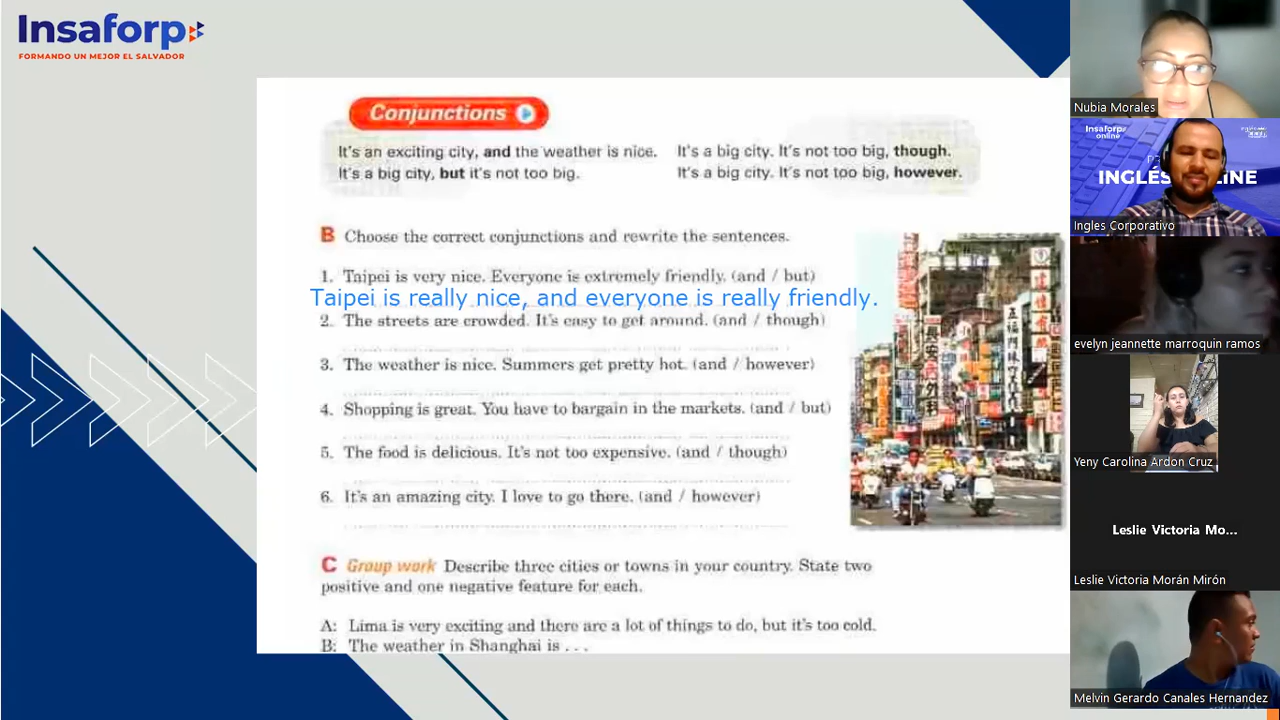 Insaforp
FORMANDO UN MEJOR EL SALVADOR
Conjunctions
It's an exciting city, and the weather is nice.
It's a big city, but it's not too big.
It's a big city. It's not too big, though.
It's a big city. It's not too big, however.
B Choose the correct conjunctions and rewrite the sentences.
1. Taipei is very nice. Everyone is extremely friendly. (and / but)
Taipei is really nice, and everyone is really friendly.
2. The streets are crowded. It's easy to get around. (and / though)
3. The weather is nice. Summers get pretty hot. (and / however)
4. Shopping is great. You have to bargain in the markets. (and / but)
5. The food is delicious. It's not too expensive. (and / though)
6. It's an amazing city. I love to go there. (and / however)
C Group work Describe three cities or towns in your country. State two
positive and one negative feature for each.
A: Lima is very exciting and there are a lot of things to do, but it's too cold.
B: The weather in Shanghai is . . .
Nubia Morales
Insaforp
online
INGLÉS
INE
Ingles Corporativo
evelyn jeannette marroquin ramos
Yeny Carolina Ardon Cruz
Leslie Victoria Mo...
Leslie Victoria Morán Mirón
Melvin Gerardo Canales Hernandez